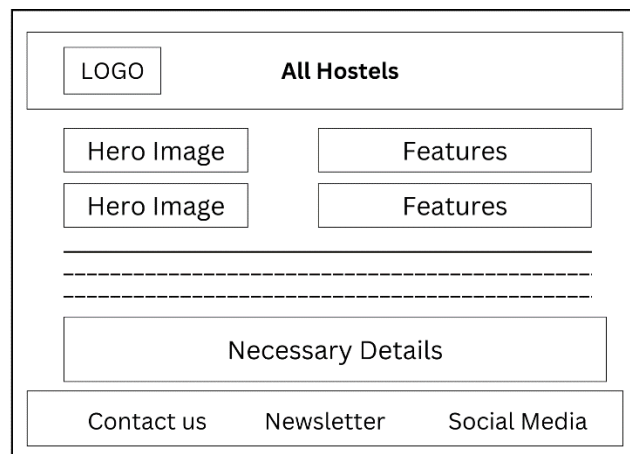 LOGO All Hostels
Hero Image Features
Hero Image Features
Necessary Details
Contact us Newsletter Social Media